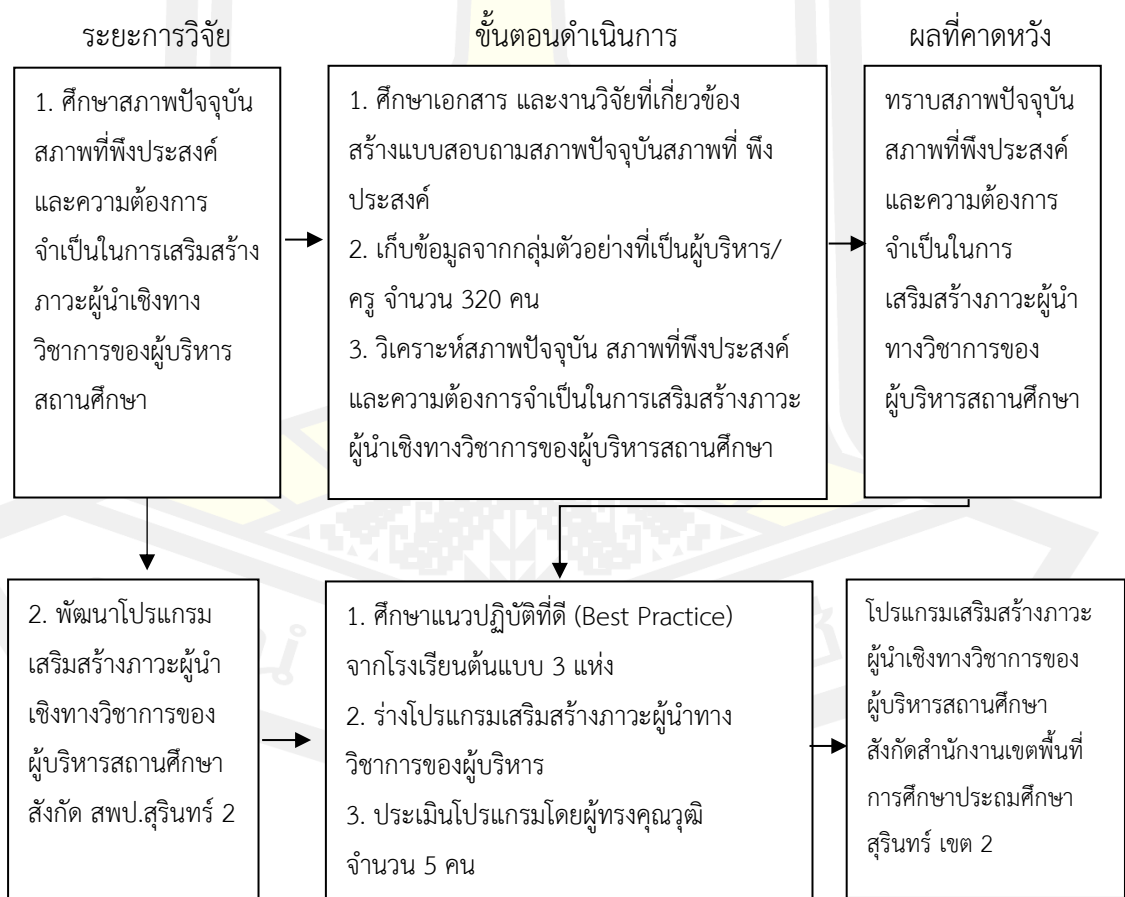 ระยะการวิจัย
ขั้นตอนดำเนินการ
ผลที่คาดหวัง
1. ศึกษาสภาพปัจจุบัน
สภาพที่พึงประสงค์
และความต้องการ
จำเป็นในการเสริมสร้าง
ภาวะผู้นำเชิงทาง
วิชาการของผู้บริหาร
สถานศึกษา
1. ศึกษาเอกสาร และงานวิจัยที่เกี่ยวข้อง
สร้างแบบสอบถามสภาพปัจจุบันสภาพที่ พึง
ประสงค์
2. เก็บข้อมูลจากกลุ่มตัวอย่างที่เป็นผู้บริหาร/
ครู จำนวน 320 คน
3. วิเคราะห์สภาพปัจจุบัน สภาพที่พึงประสงค์
และความต้องการจำเป็นในการเสริมสร้างภาวะ
ผู้นำเชิงทางวิชาการของผู้บริหารสถานศึกษา
ทราบสภาพปัจจุบัน
สภาพที่พึงประสงค์
และความต้องการ
จำเป็นในการ
เสริมสร้างภาวะผู้นำ
ทางวิชาการของ
ผู้บริหารสถานศึกษา
2. พัฒนาโปรแกรม
เสริมสร้างภาวะผู้นำ
เชิงทางวิชาการของ
ผู้บริหารสถานศึกษา
สังกัด สพป.สุรินทร์ 2
1. ศึกษาแนวปฏิบัติที่ดี (Best Practice)
จากโรงเรียนต้นแบบ 3 แห่ง
2. ร่างโปรแกรมเสริมสร้างภาวะผู้นำทาง
วิชาการของผู้บริหาร
3. ประเมินโปรแกรมโดยผู้ทรงคุณวุฒิ
จำนวน 5 คน
โปรแกรมเสริมสร้างภาวะ
ผู้นำเชิงทางวิชาการของ
ผู้บริหารสถานศึกษา
สังกัดสำนักงานเขตพื้นที่
การศึกษาประถมศึกษา
สุรินทร์ เขต 2